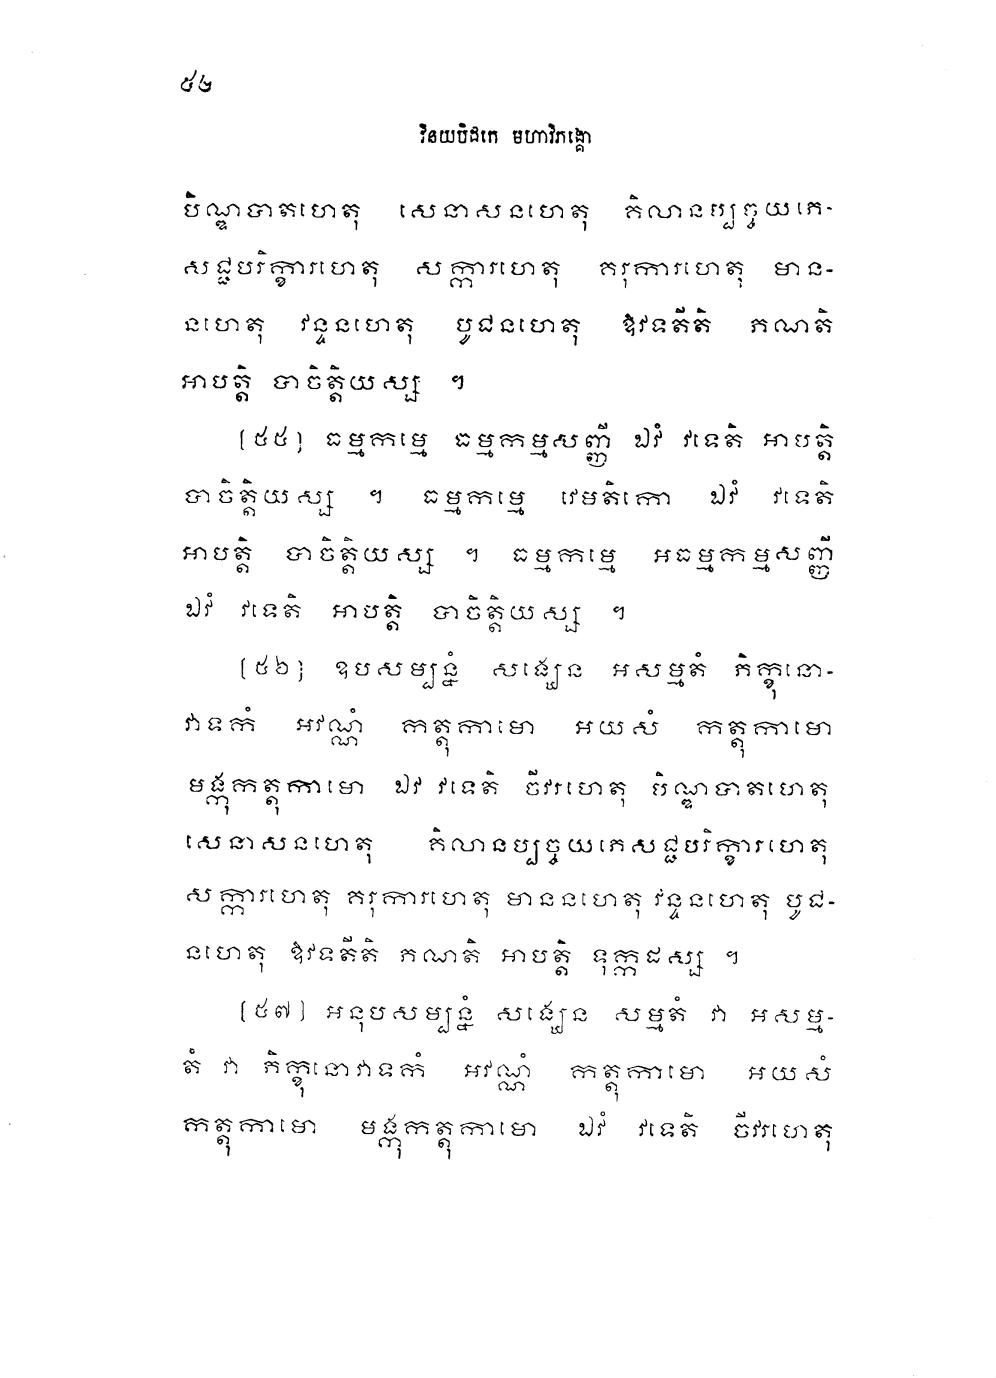 ៥៤
វិនយបិដកេ មហាវិភង្គោ
បិណ្ឌបាតហេតុ សេនាសនហេតុ គិលានប្បច្ចយភេ-
សជ្ជបរិក្ខារហេតុ សក្ការហេតុ គរុការហេតុ មាន-
នហេតុ វន្ទនហេតុ បូជនហេតុ ឱវទតីតិ ភណតិ
អាបត្តិ បាចិត្តិយស្ស ។
[៥៥] ធម្មកម្មេ ធម្មកម្មសញ្ញី ឯវំ វទេតិ អាបត្តិ
បាចិត្តិយស្ស ។ ធម្មកម្មេ វេមតិកោ ឯវំ វទេតិ
អាបត្តិ បាចិត្តិយស្ស ។ ធម្មកម្មេ អធម្មកម្មសញ្ញី
ឯវំ វទេតិ អាបត្តិ បាចិត្តិយស្ស ។
[៥៦] ឧបសម្បន្នំ សង្ឃេន អសម្មតំ ភិក្ខុនោ-
វាទកំ អវណ្ណំ កត្តុកាមោ អយសំ កត្តុកាមោ
មង្កុកត្តុកាមោ ឯវំ វទេតិ ចីវរហេតុ បិណ្ឌបាតហេតុ
សេនាសនហេតុ គិលានប្បច្ចយភេសជ្ជបរិក្ខារហេតុ
សក្ការហេតុ គរុការហេតុ មាននហេតុ វន្ទនហេតុ បូជ-
នហេតុ ឱវទតីតិ ភណតិ អាបត្តិ ទុក្កដស្ស ។
[៥៧] អនុបសម្បន្នំ សង្ឃេន សម្មតំ វា អសម្ម-
តំ វា ភិក្ខុនោវាទកំ អវណ្ណំ កត្តុកាមោ អយសំ
កត្តុកាមោ មង្កុកត្តុកាមោ ឯវំ វទេតិ ចីវរហេតុ